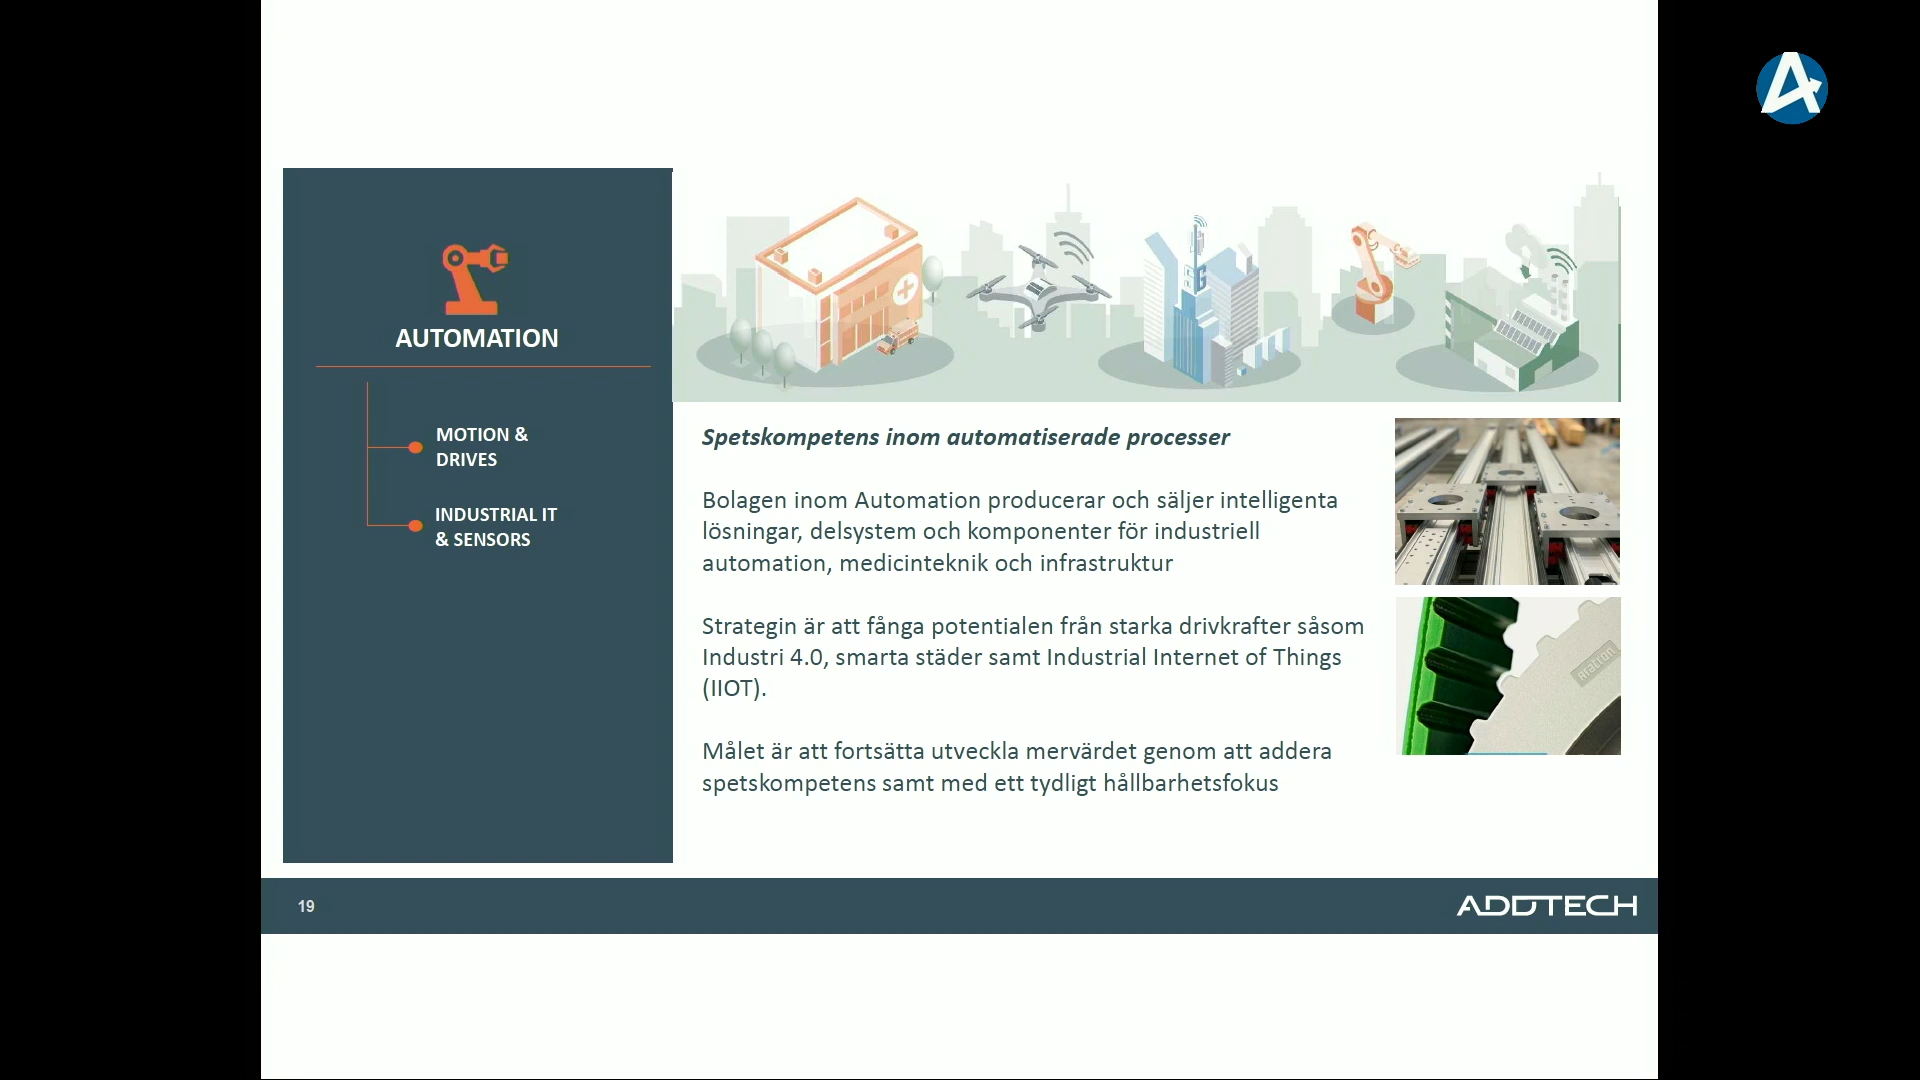 AUTOMATION
MOTION &
DRIVES
INDUSTRIAL IT
& SENSORS
Spetskompetens inom automatiserade processer
Bolagen inom Automation producerar och säljer intelligenta
lösningar, delsystem och komponenter för industriell
automation, medicinteknik och infrastruktur
Strategin är att fånga potentialen från starka drivkrafter såsom
Industri 4.0, smarta städer samt Industrial Internet of Things
(IIOT).
Målet är att fortsätta utveckla mervärdet genom att addera
spetskompetens samt med ett tydligt hållbarhetsfokus
19
ADDTECH